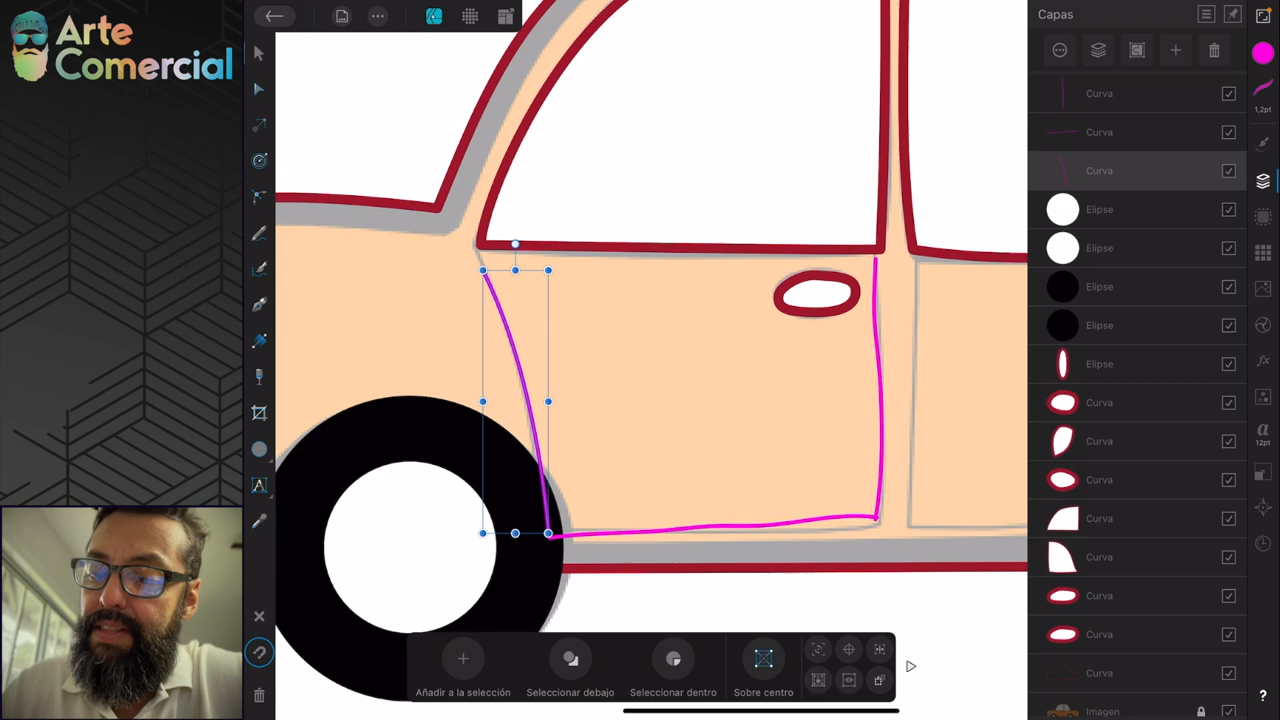 Arte
Comercial
Capas
Curva
1,2pt
Curva
Curva
Elipse
Elipse
Elipse
Elipse
Elipse
Curva
Curva
a
12pt
Curva
Curva
Curva
Curva
Curva
Curva
Imagen
A
fx
?
Añadir a la selección
Seleccionar debajo
Seleccionar dentro
Sobre centro